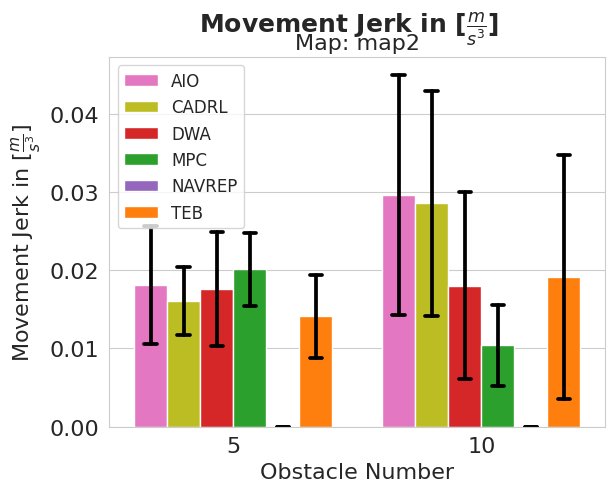 Movement Jerk in [m/s³]
Map: map2
Movement Jerk in [m/s³]
0.04
0.03
0.02
0.01
0.00
AIO
CADRL
DWA
MPC
NAVREP
TEB
5 10
Obstacle Number